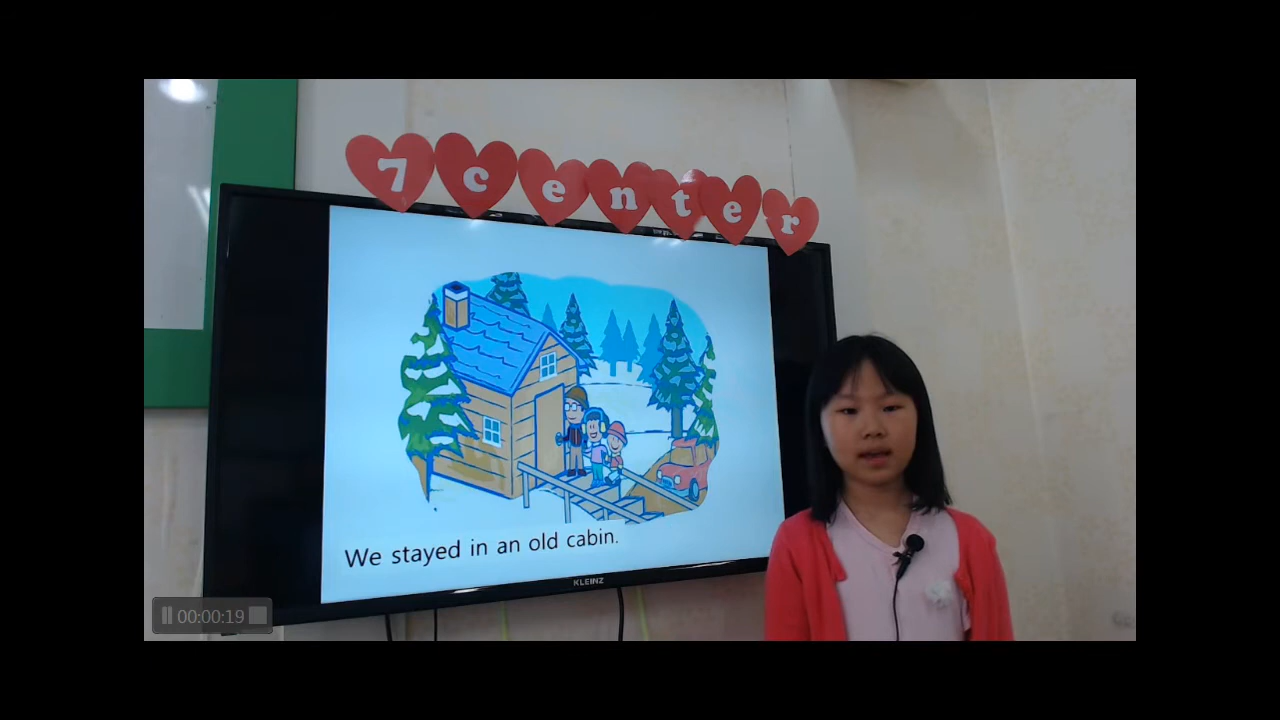 7center
We stayed in an old cabin.
KLEINZ
00:00:19